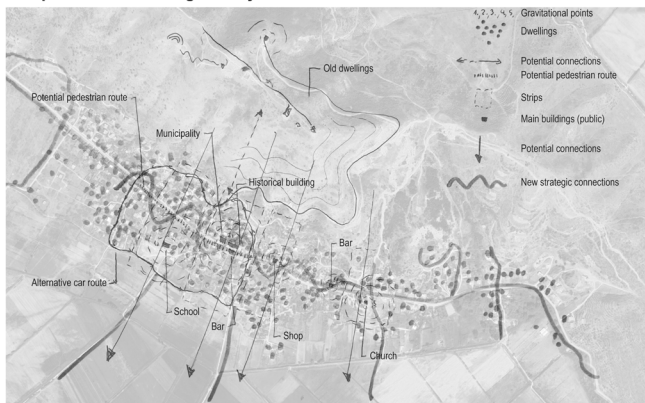 1, 2, 3, 4, 5, Gravitational points
Dwellings
Potential connections
Potential pedestrian route
Strips
Main buildings (public)
Potential connections
New strategic connections
Old dwellings
Potential pedestrian route
Municipality
Historical building
Bar
Alternative car route
School
Bar
Shop
Church